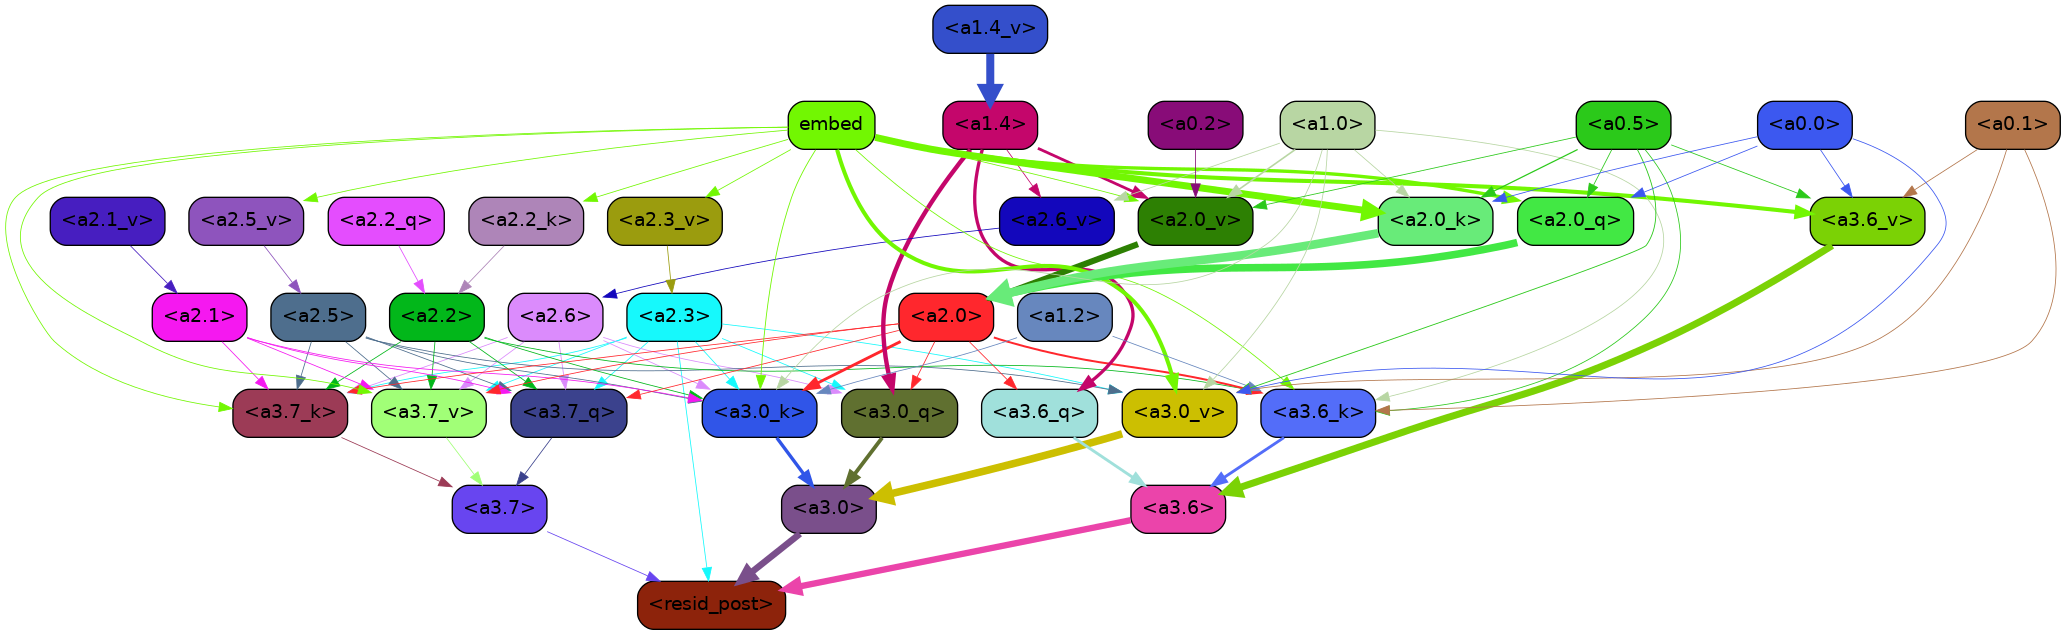 <a1.4_v>
embed
<a1.4>
<a0.2>
<a1.0>
<a0.5>
<a0.0>
<a0.1>
<a2.1_v>
<a2.5_v>
<a2.2_q>
<a2.2_k>
<a2.3_v>
<a2.6_v>
<a2.0_v>
<a2.0_k>
<a2.0_q>
<a3.6_v>
<a2.1>
<a2.5>
<a2.2>
<a2.6>
<a2.3>
<a2.0>
<a1.2>
<a3.7_k>
<a3.7_v>
<a3.7_q>
<a3.0_k>
<a3.0_q>
<a3.6_q>
<a3.0_v>
<a3.6_k>
<a3.7>
<a3.0>
<a3.6>
<resid_post>